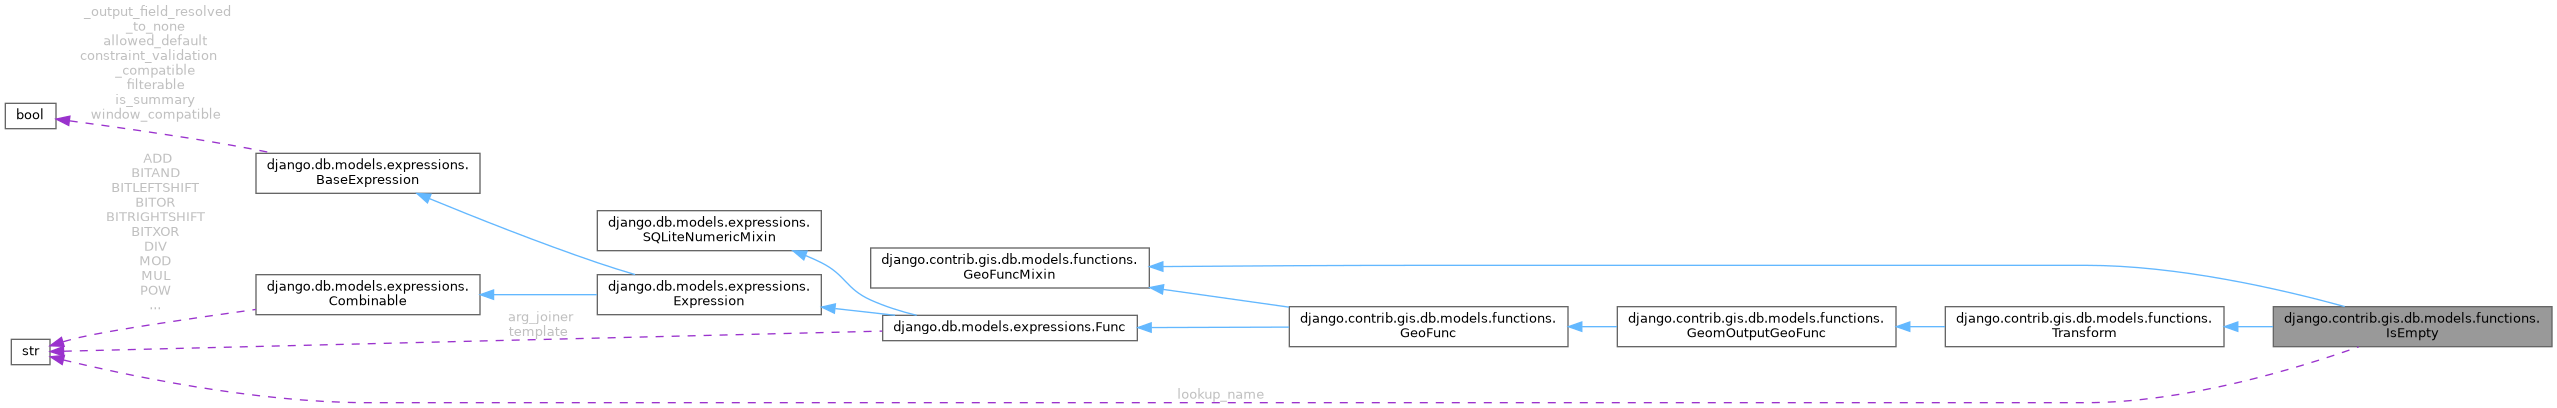 _output_field_resolved
_to_none
allowed_default
constraint_validation
_compatible
filterable
is_summary
window_compatible
bool
django.db.models.expressions.
BaseExpression
ADD
BITAND
BITLEFTSHIFT
BITOR
BITRIGHTSHIFT
BITXOR
DIV
MOD
MUL
POW
...
django.db.models.expressions.
SQLiteNumericMixin
django.contrib.gis.db.models.functions.
GeoFuncMixin
django.db.models.expressions.
Combinable
django.db.models.expressions.
Expression
arg_joiner
template
django.db.models.expressions.Func
django.contrib.gis.db.models.functions.
GeoFunc
django.contrib.gis.db.models.functions.
GeomOutputGeoFunc
django.contrib.gis.db.models.functions.
Transform
django.contrib.gis.db.models.functions.
IsEmpty
str
lookup_name